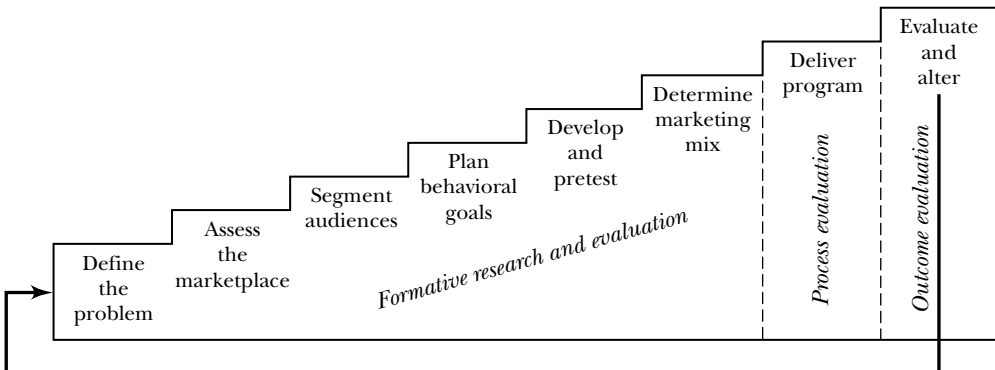 Define
the
problem
Assess
the
marketplace
Segment
audiences
Plan
behavioral
goals
Develop
and
pretest
Determine
marketing
mix
Deliver
program
Evaluate
and
alter
Formative research and evaluation
Process evaluation
Outcome evaluation